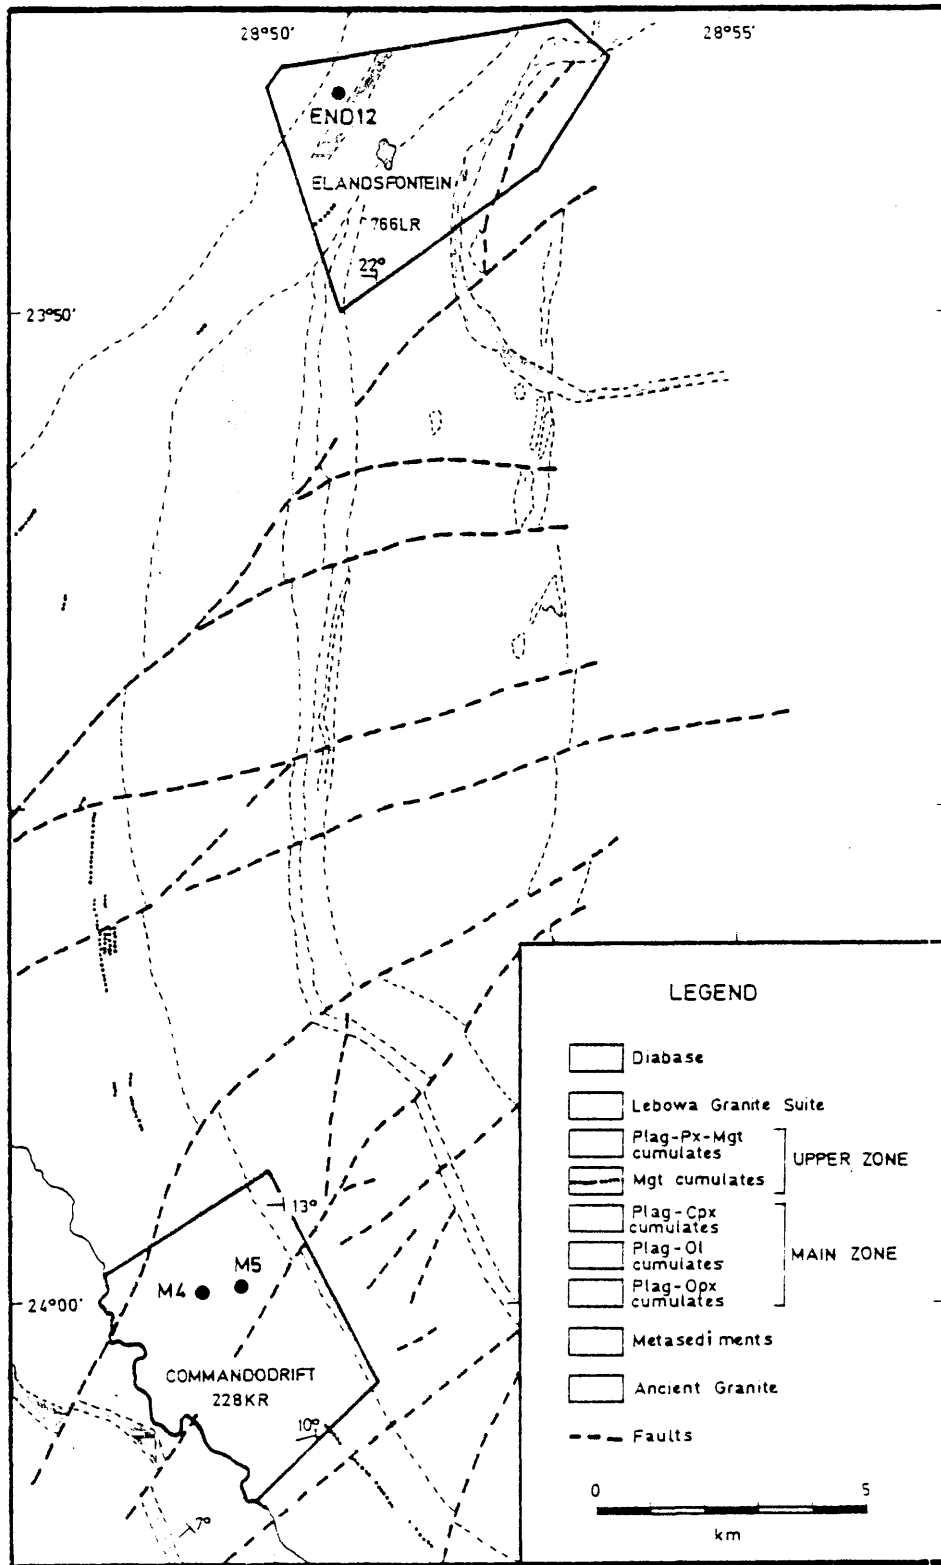 28°50'
28°55'
END12
ELANDSFONTEIN
766LR
22°
23°50'
13°
M4
M5
24°00'
COMMANDODRIFT
228KR
10°
7°
LEGEND
Diabase
Lebowa Granite Suite
Plag-Px-Mgt
cumulates
Mgt cumulates
UPPER ZONE
Plag-Cpx
cumulates
Plag-Ol
cumulates
Plag-Opx
cumulates
MAIN ZONE
Metasediments
Ancient Granite
Faults
0 5
km